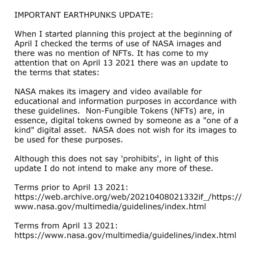 IMPORTANT EARTHPUNKS UPDATE:
When I started planning this project at the beginning of
April I checked the terms of use of NASA images and
there was no mention of NFTs. It has come to my
attention that on April 13 2021 there was an update to
the terms that states:
NASA makes its imagery and video available for
educational and information purposes in accordance with
these guidelines.  Non-Fungible Tokens (NFTs) are, in
essence, digital tokens owned by someone as a "one of a
kind" digital asset.  NASA does not wish for its images to
be used for these purposes.
Although this does not say 'prohibits', in light of this
update I do not intend to make any more of these.
Terms prior to April 13 2021:
https://web.archive.org/web/20210408021332if_/https://
www.nasa.gov/multimedia/guidelines/index.html
Terms from April 13 2021:
https://www.nasa.gov/multimedia/guidelines/index.html